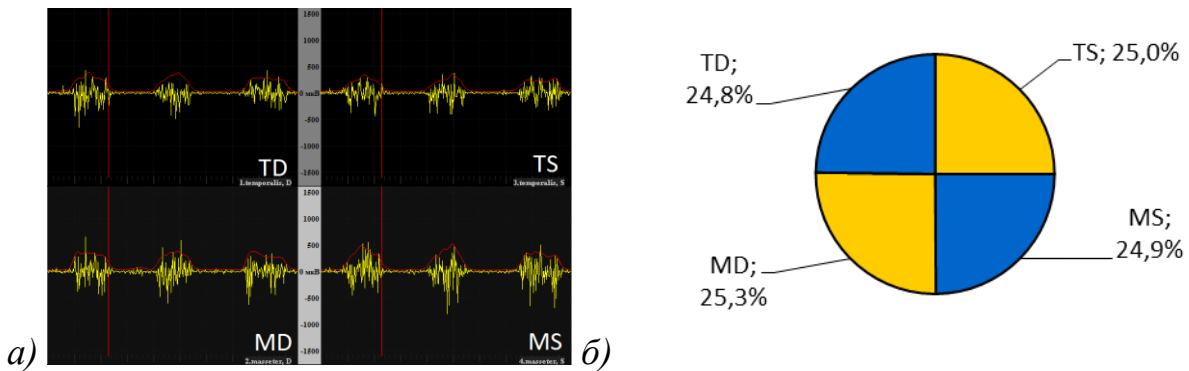 1500
1000
500
0 мкВ
-500
-1000
-1500
TD
1.temporalis, D
TS
3.temporalis, S
1500
1000
500
0 мкВ
-500
-1000
-1500
MD
2.masseter, D
MS
4.masseter, S
а)
TD;
24,8%
TS; 25,0%
MD;
25,3%
MS;
24,9%
б)